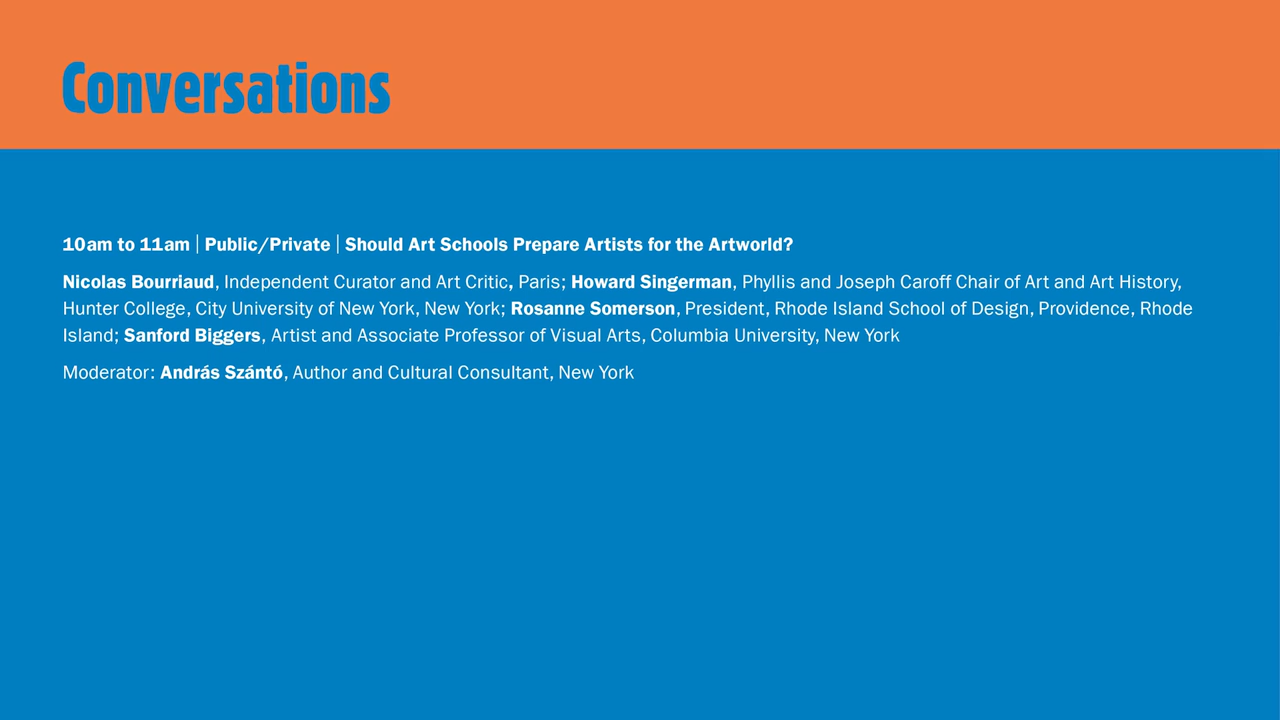 Conversations
10am to 11am | Public/Private | Should Art Schools Prepare Artists for the Artworld?
Nicolas Bourriaud, Independent Curator and Art Critic, Paris; Howard Singerman, Phyllis and Joseph Caroff Chair of Art and Art History,
Hunter College, City University of New York, New York; Rosanne Somerson, President, Rhode Island School of Design, Providence, Rhode
Island; Sanford Biggers, Artist and Associate Professor of Visual Arts, Columbia University, New York
Moderator: András Szántó, Author and Cultural Consultant, New York